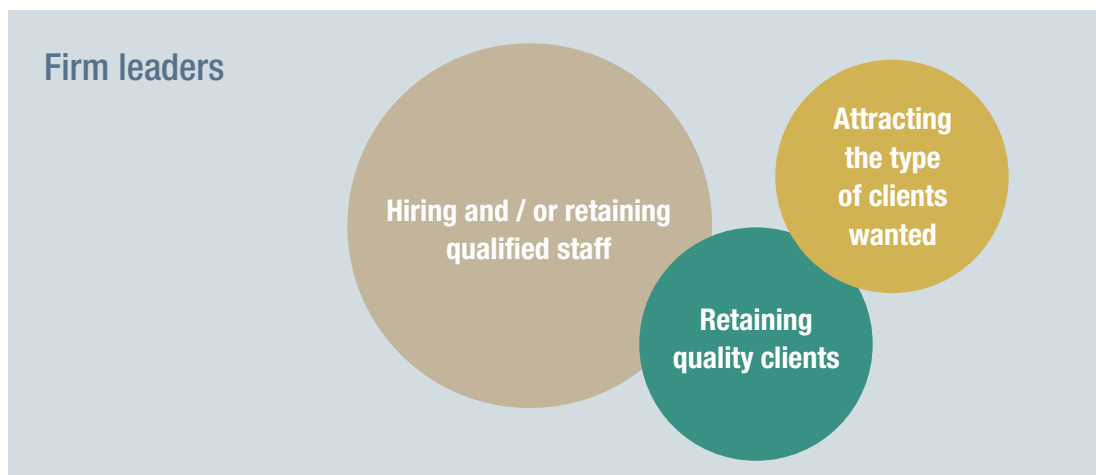 Firm leaders
Hiring and / or retaining
qualified staff
Attracting
the type
of clients
wanted
Retaining
quality clients